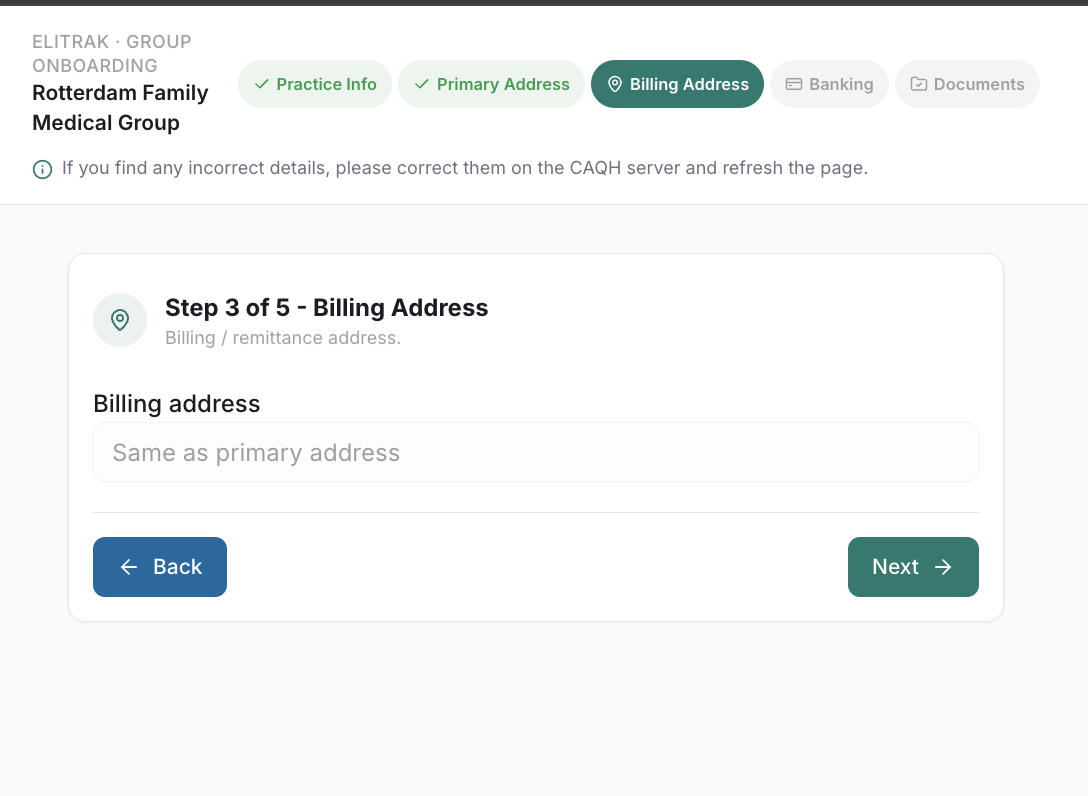 ELITRAK · GROUP
ONBOARDING
Rotterdam Family
Medical Group
Practice Info
Primary Address
Billing Address
Banking
Documents
If you find any incorrect details, please correct them on the CAQH server and refresh the page.
Step 3 of 5 - Billing Address
Billing / remittance address.
Billing address
Same as primary address
Back
Next